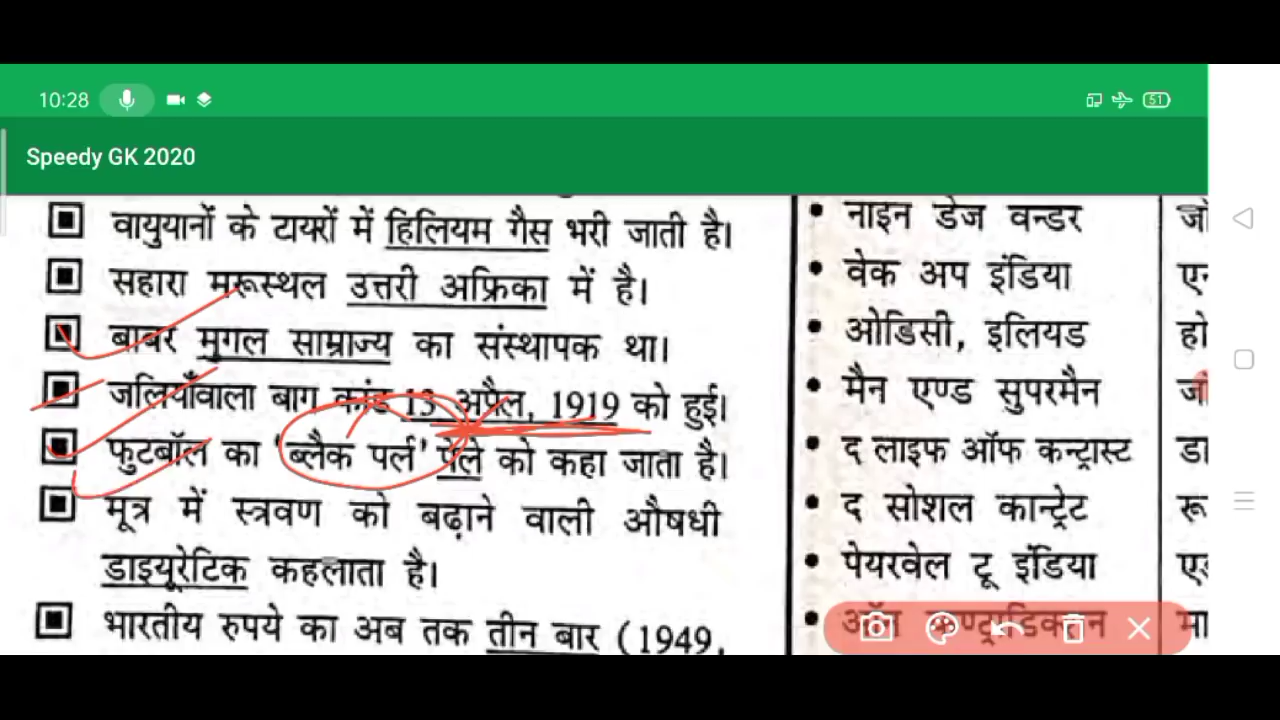 10:28
51
Speedy GK 2020
वायुयानों के टायरों में हिलियम गैस भरी जाती है।
सहारा मरूस्थल उत्तरी अफ्रिका में है।
बाबर मुगल साम्राज्य का संस्थापक था।
जलियाँवाला बाग कांड 13 अप्रैल, 1919 को हुई।
फुटबॉल का 'ब्लैक पर्ल' पेले को कहा जाता है।
मूत्र में स्त्रवण को बढ़ाने वाली औषधी
डाइयूरेटिक कहलाता है।
भारतीय रुपये का अब तक तीन बार (1949,
• नाइन डेज वन्डर
• वेक अप इंडिया
• ओडिसी, इलियड
• मैन एण्ड सुपरमैन
• द लाइफ ऑफ कन्ट्रास्ट
• द सोशल कान्ट्रेट
• पेयरवेल टू इंडिया
हो
डा
रू
मा